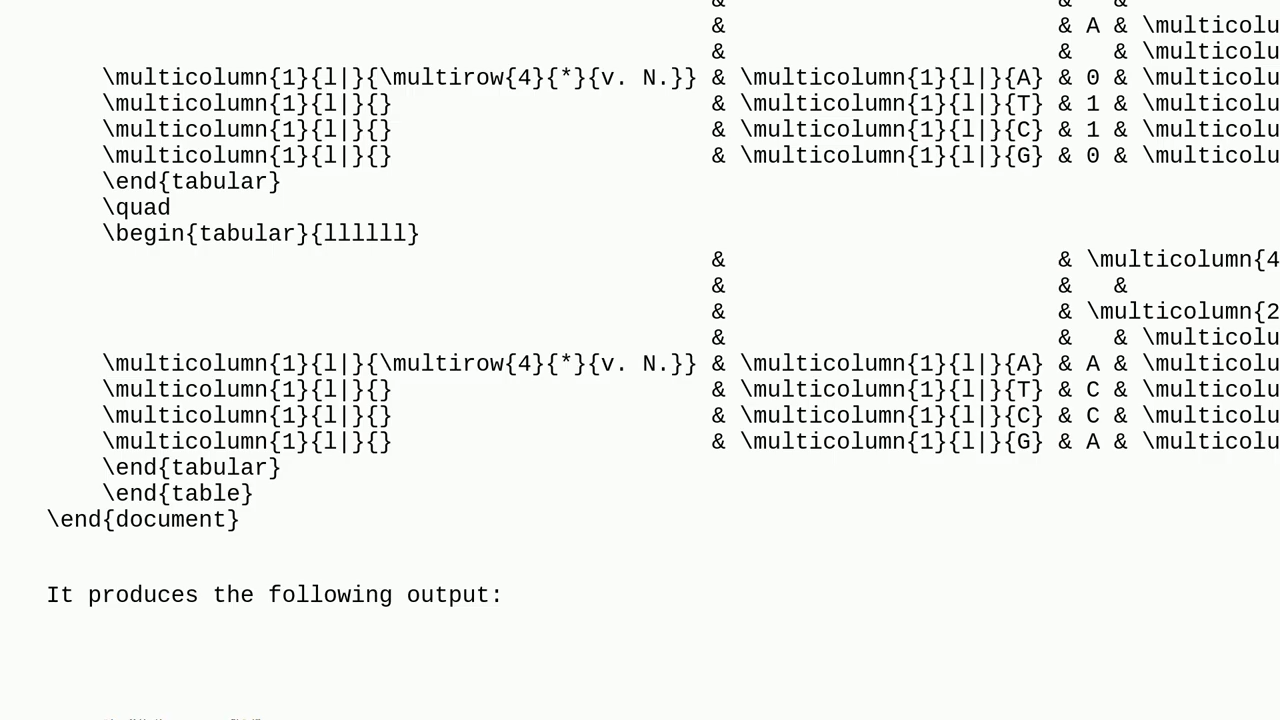 & & &
& & A & \multicolu
& & & \multicolu
\multicolumn{1}{l|}{\multirow{4}{*}{v. N.}} & \multicolumn{1}{l|}{A} & 0 & \multicolu
\multicolumn{1}{l|}{} & \multicolumn{1}{l|}{T} & 1 & \multicolu
\multicolumn{1}{l|}{} & \multicolumn{1}{l|}{C} & 1 & \multicolu
\multicolumn{1}{l|}{} & \multicolumn{1}{l|}{G} & 0 & \multicolu
\end{tabular}
\quad
\begin{tabular}{llllll}
& & \multicolumn{4
& & &
& & \multicolumn{2
& & & \multicolu
\multicolumn{1}{l|}{\multirow{4}{*}{v. N.}} & \multicolumn{1}{l|}{A} & A & \multicolu
\multicolumn{1}{l|}{} & \multicolumn{1}{l|}{T} & C & \multicolu
\multicolumn{1}{l|}{} & \multicolumn{1}{l|}{C} & C & \multicolu
\multicolumn{1}{l|}{} & \multicolumn{1}{l|}{G} & A & \multicolu
\end{tabular}
\end{table}
\end{document}
It produces the following output: